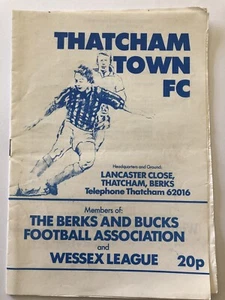 THATCHAM
TOWN
FC
Headquarters and Ground:
LANCASTER CLOSE,
THATCHAM, BERKS
Telephone Thatcham 62016
Members of:
THE BERKS AND BUCKS
FOOTBALL ASSOCIATION
and
WESSEX LEAGUE 20p